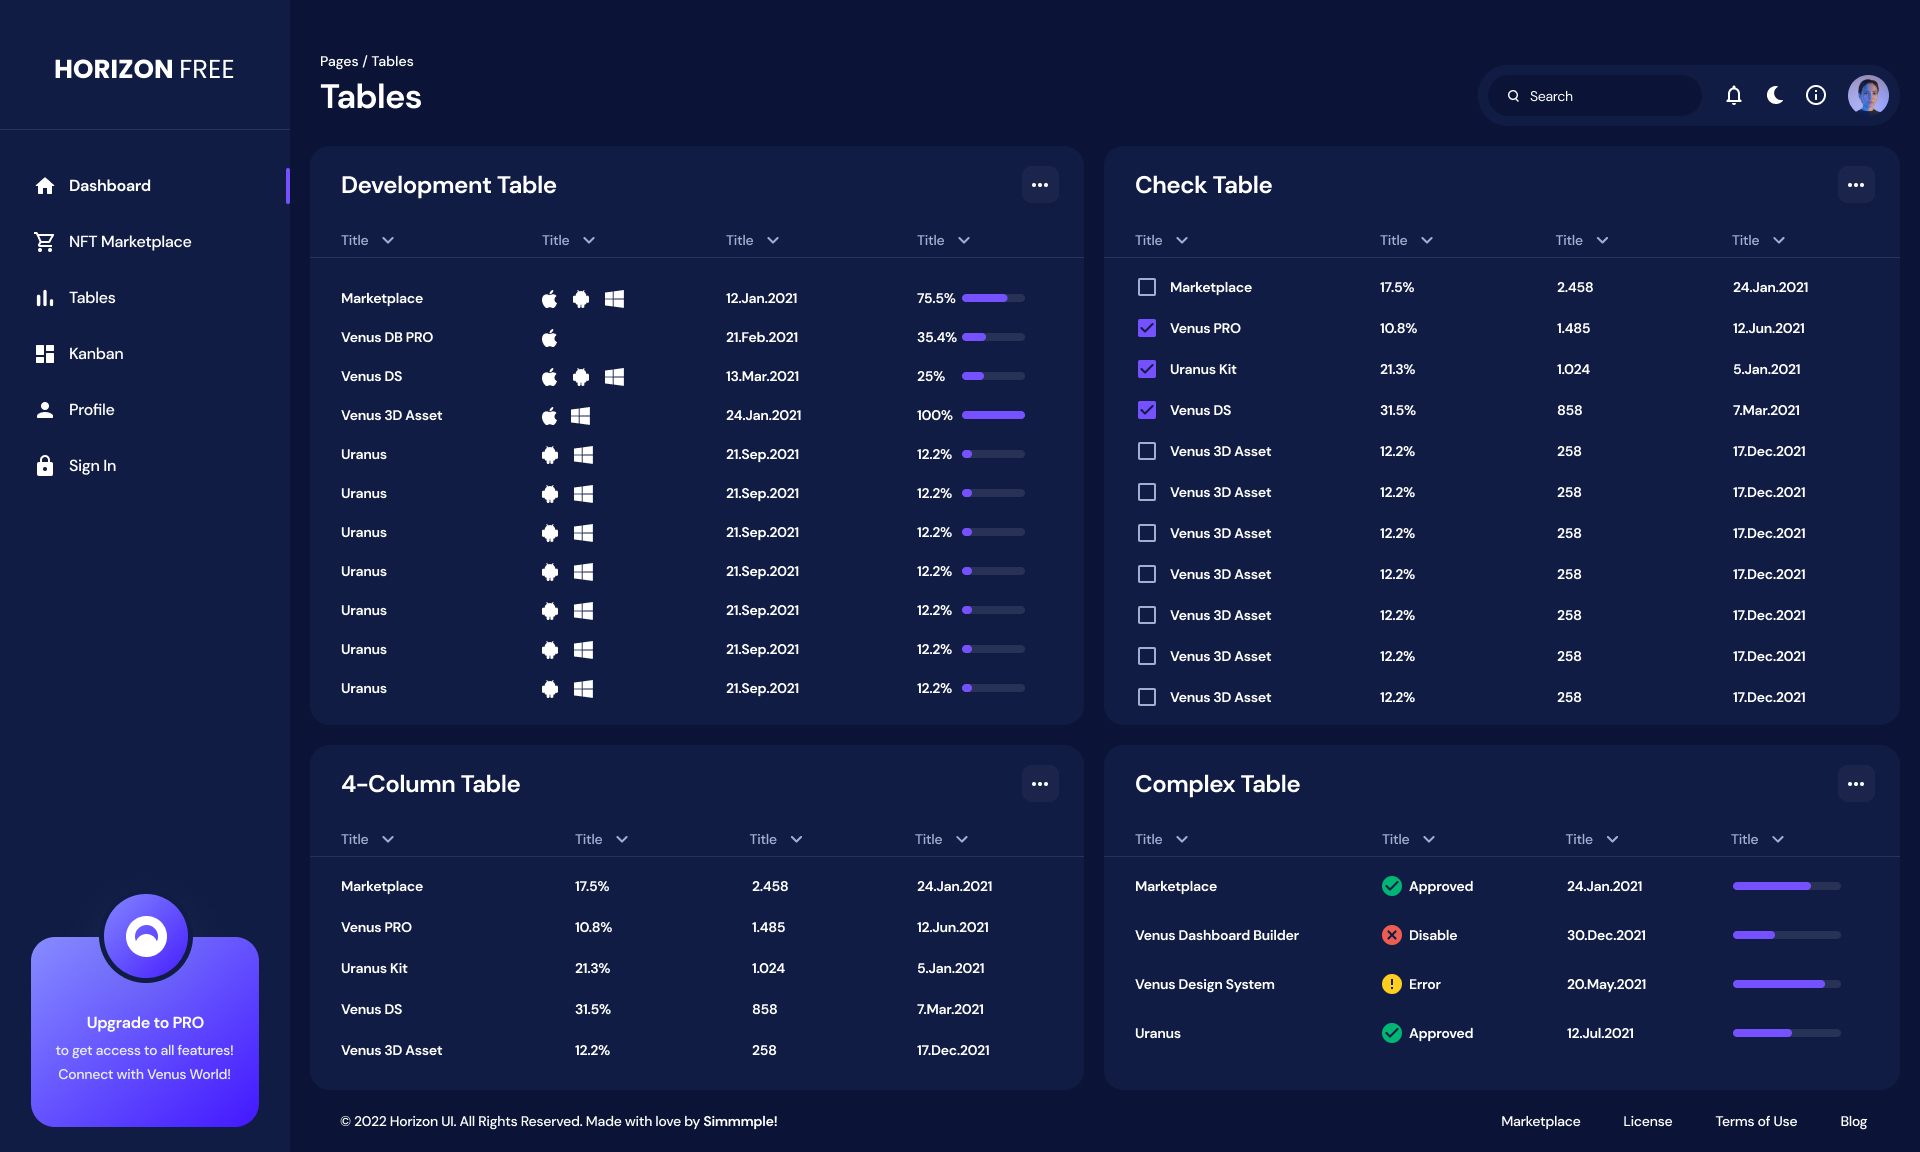 HORIZON FREE
Dashboard
NFT Marketplace
Tables
Kanban
Profile
Sign In
Upgrade to PRO
to get access to all features!
Connect with Venus World!
Pages / Tables
Tables
Search
Development Table
Title Title Title Title
Marketplace 12.Jan.2021 75.5%
Venus DB PRO 21.Feb.2021 35.4%
Venus DS 13.Mar.2021 25%
Venus 3D Asset 24.Jan.2021 100%
Uranus 21.Sep.2021 12.2%
Uranus 21.Sep.2021 12.2%
Uranus 21.Sep.2021 12.2%
Uranus 21.Sep.2021 12.2%
Uranus 21.Sep.2021 12.2%
Uranus 21.Sep.2021 12.2%
Uranus 21.Sep.2021 12.2%
Check Table
Title Title Title Title
Marketplace 17.5% 2.458 24.Jan.2021
Venus PRO 10.8% 1.485 12.Jun.2021
Uranus Kit 21.3% 1.024 5.Jan.2021
Venus DS 31.5% 858 7.Mar.2021
Venus 3D Asset 12.2% 258 17.Dec.2021
Venus 3D Asset 12.2% 258 17.Dec.2021
Venus 3D Asset 12.2% 258 17.Dec.2021
Venus 3D Asset 12.2% 258 17.Dec.2021
Venus 3D Asset 12.2% 258 17.Dec.2021
Venus 3D Asset 12.2% 258 17.Dec.2021
Venus 3D Asset 12.2% 258 17.Dec.2021
4-Column Table
Title Title Title Title
Marketplace 17.5% 2.458 24.Jan.2021
Venus PRO 10.8% 1.485 12.Jun.2021
Uranus Kit 21.3% 1.024 5.Jan.2021
Venus DS 31.5% 858 7.Mar.2021
Venus 3D Asset 12.2% 258 17.Dec.2021
Complex Table
Title Title Title Title
Marketplace Approved 24.Jan.2021
Venus Dashboard Builder Disable 30.Dec.2021
Venus Design System Error 20.May.2021
Uranus Approved 12.Jul.2021
© 2022 Horizon UI. All Rights Reserved. Made with love by Simmmple!
Marketplace License Terms of Use Blog